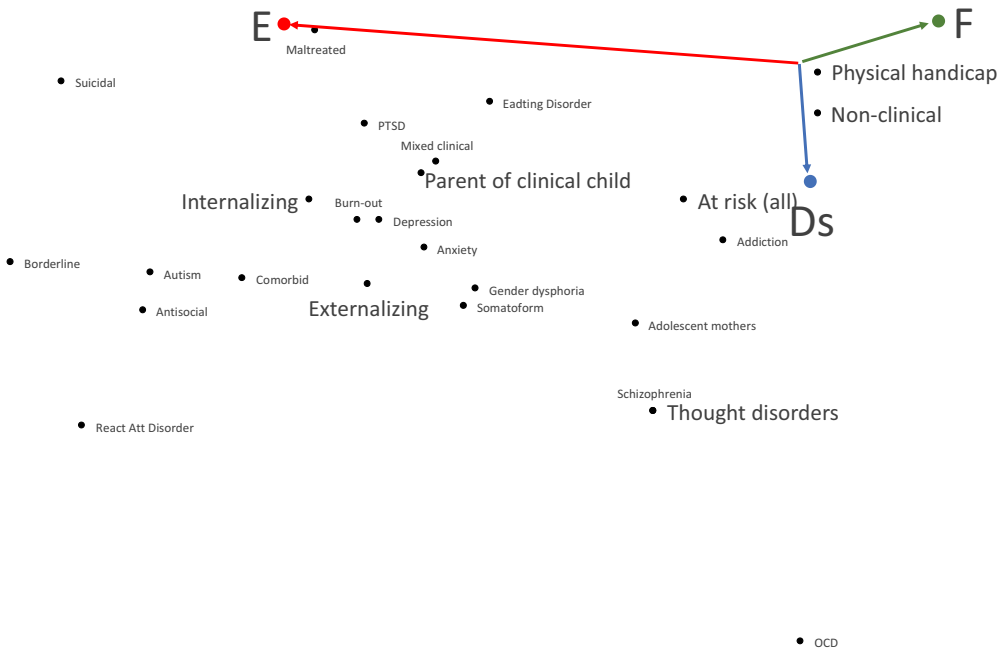 E
F
Maltreated
Physical handicap
Suicidal
Eadting Disorder
Non-clinical
PTSD
Mixed clinical
Parent of clinical child
Internalizing
Burn-out
At risk (all)
Ds
Depression
Addiction
Anxiety
Borderline
Autism
Comorbid
Gender dysphoria
Externalizing
Somatoform
Antisocial
Adolescent mothers
Schizophrenia
Thought disorders
React Att Disorder
OCD